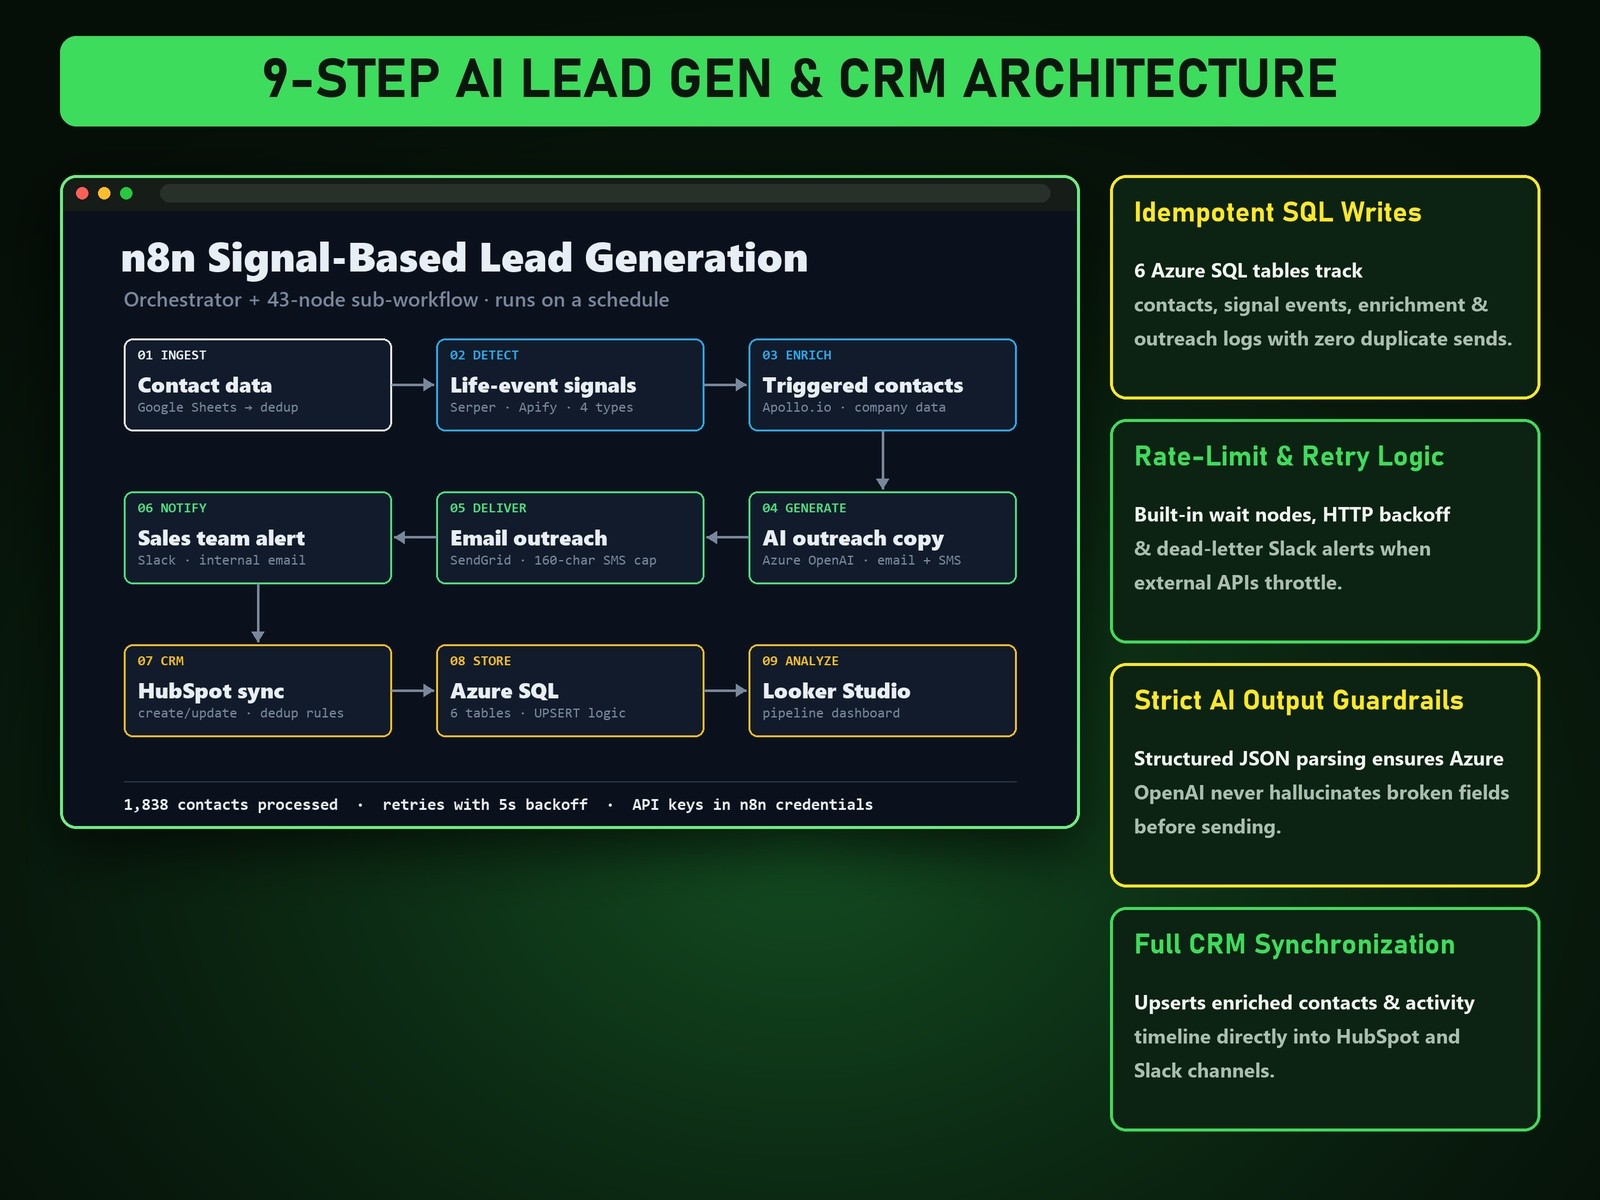 9-STEP AI LEAD GEN & CRM ARCHITECTURE
n8n Signal-Based Lead Generation
Orchestrator + 43-node sub-workflow · runs on a schedule
01 INGEST
Contact data
Google Sheets → dedup
02 DETECT
Life-event signals
Serper · Apify · 4 types
03 ENRICH
Triggered contacts
Apollo.io · company data
04 GENERATE
AI outreach copy
Azure OpenAI · email + SMS
05 DELIVER
Email outreach
SendGrid · 160-char SMS cap
06 NOTIFY
Sales team alert
Slack · internal email
07 CRM
HubSpot sync
create/update · dedup rules
08 STORE
Azure SQL
6 tables · UPSERT logic
09 ANALYZE
Looker Studio
pipeline dashboard
1,838 contacts processed · retries with 5s backoff · API keys in n8n credentials
Idempotent SQL Writes
6 Azure SQL tables track
contacts, signal events, enrichment &
outreach logs with zero duplicate sends.
Rate-Limit & Retry Logic
Built-in wait nodes, HTTP backoff
& dead-letter Slack alerts when
external APIs throttle.
Strict AI Output Guardrails
Structured JSON parsing ensures Azure
OpenAI never hallucinates broken fields
before sending.
Full CRM Synchronization
Upserts enriched contacts & activity
timeline directly into HubSpot and
Slack channels.